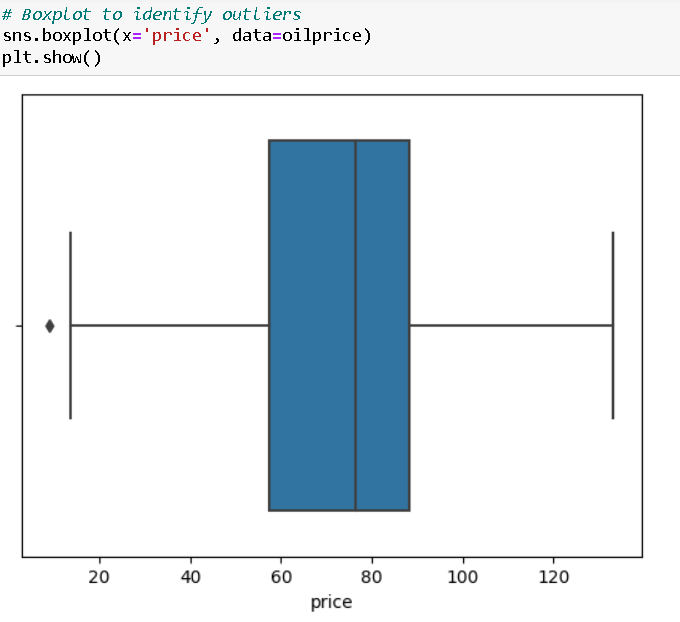 # Boxplot to identify outliers
sns.boxplot(x='price', data=oilprice)
plt.show()
20 40 60 80 100 120
price